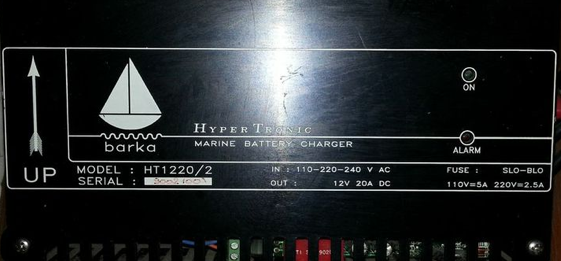 ON
HYPERTRONIC
MARINE BATTERY CHARGER
ALARM
barka
UP
MODEL : HT1220/2
SERIAL :
IN : 110-220-240 V AC
OUT : 12V 20A DC
FUSE : SLO-BLO
110V=5A 220V=2.5A